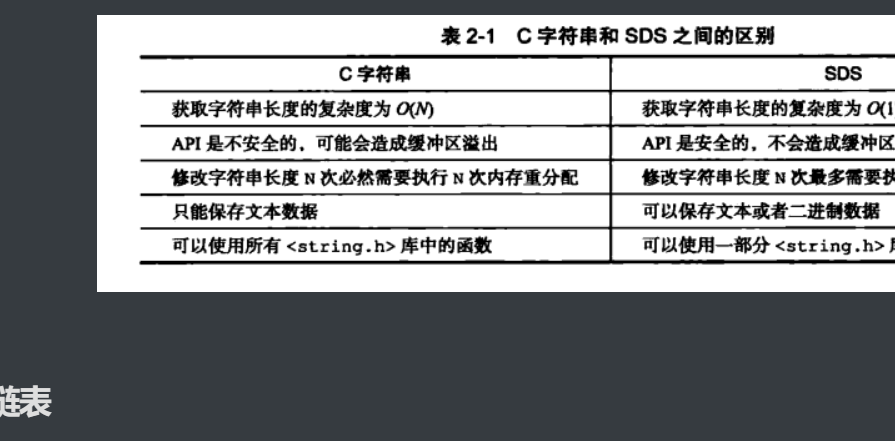 表 2-1 C 字符串和 SDS 之间的区别
C 字符串 SDS
获取字符串长度的复杂度为 O(N) 获取字符串长度的复杂度为 O(1
API 是不安全的，可能会造成缓冲区溢出 API 是安全的，不会造成缓冲区
修改字符串长度 N 次必然需要执行 N 次内存重分配 修改字符串长度 N 次最多需要执
只能保存文本数据 可以保存文本或者二进制数据
可以使用所有 <string.h> 库中的函数 可以使用一部分 <string.h>
链表